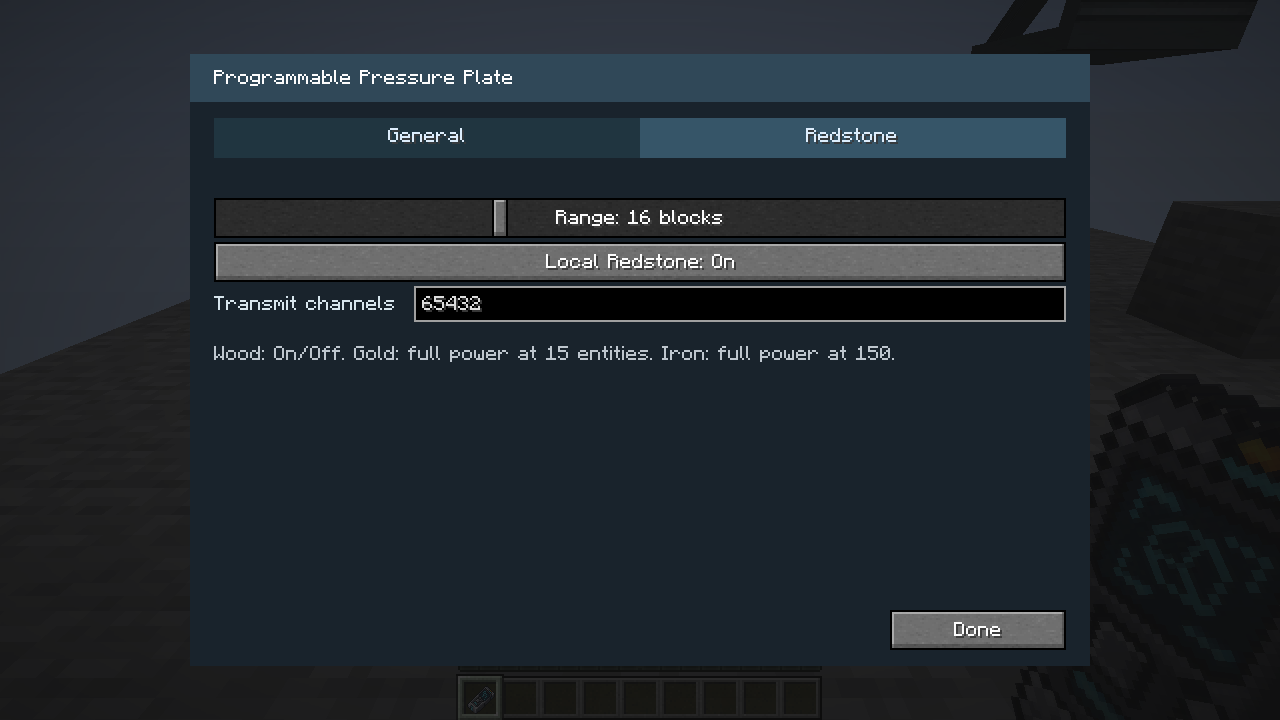 Programmable Pressure Plate
General
Redstone
Range: 16 blocks
Local Redstone: On
Transmit channels
65432
Wood: On/Off. Gold: full power at 15 entities. Iron: full power at 150.
Done